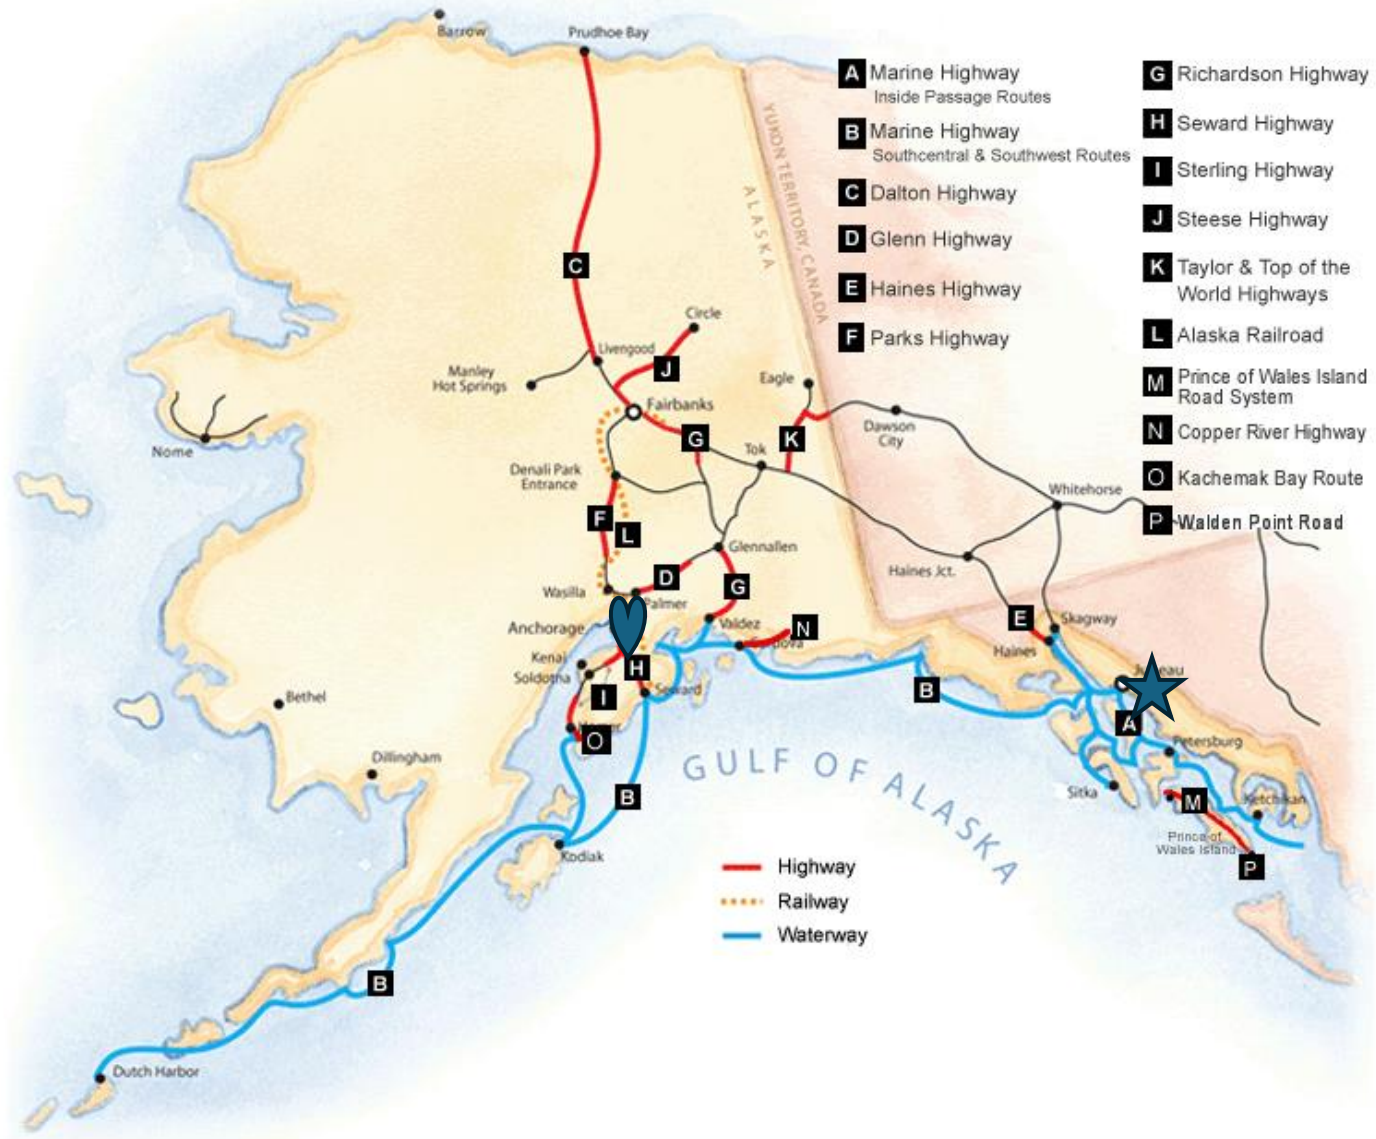 Barrow
Prudhoe Bay
A Marine Highway
Inside Passage Routes
B Marine Highway
Southcentral & Southwest Routes
C Dalton Highway
D Glenn Highway
E Haines Highway
F Parks Highway
G Richardson Highway
H Seward Highway
I Sterling Highway
J Steese Highway
K Taylor & Top of the
World Highways
L Alaska Railroad
M Prince of Wales Island
Road System
N Copper River Highway
O Kachemak Bay Route
P Walden Point Road
YUKON TERRITORY, CANADA
ALASKA
C
Circle
Livengood
J
Manley
Hot Springs
Eagle
Fairbanks
Dawson
City
G
K
Nome
Tok
Denali Park
Entrance
Whitehorse
F
L
Glennallen
Haines Jct.
D
G
Wasilla
Palmer
Anchorage
Valdez
N
E
Skagway
Haines
Kenai
Soldotna
H
I
Seward
B
A
Bethel
O
Petersburg
Dillingham
GULF OF ALASKA
B
Sitka
M
Ketchikan
Prince of
Wales Island
P
Kodiak
Highway
Railway
Waterway
B
Dutch Harbor